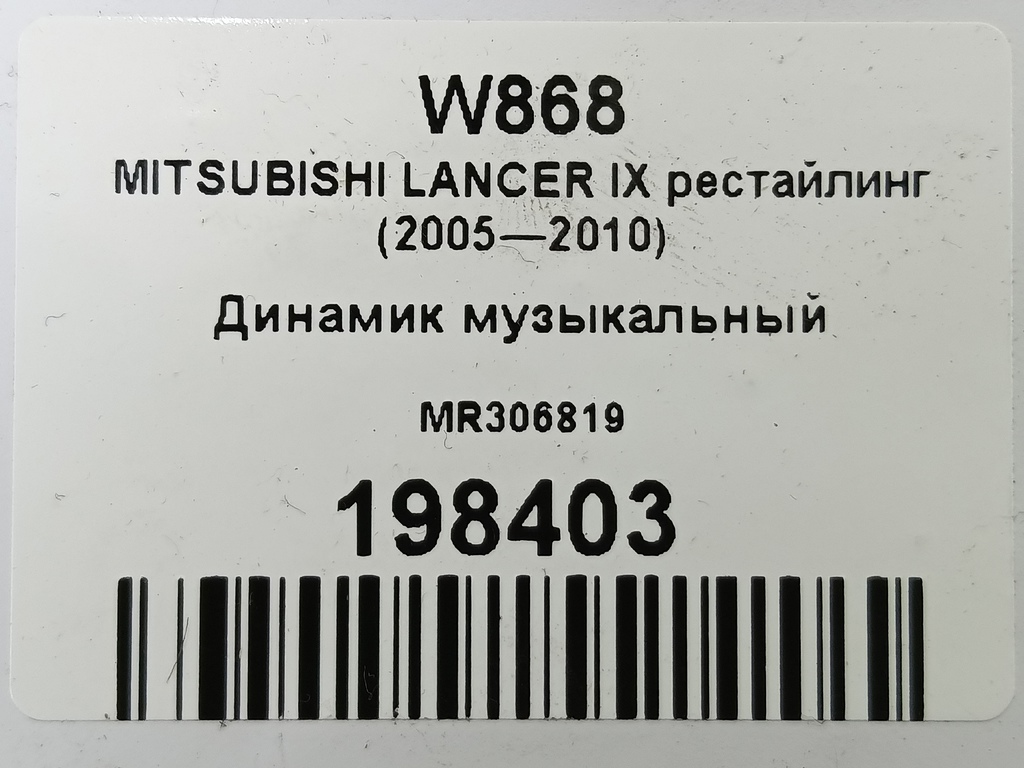 W868
MITSUBISHI LANCER IX рестайлинг
(2005—2010)
Динамик музыкальный
MR306819
198403